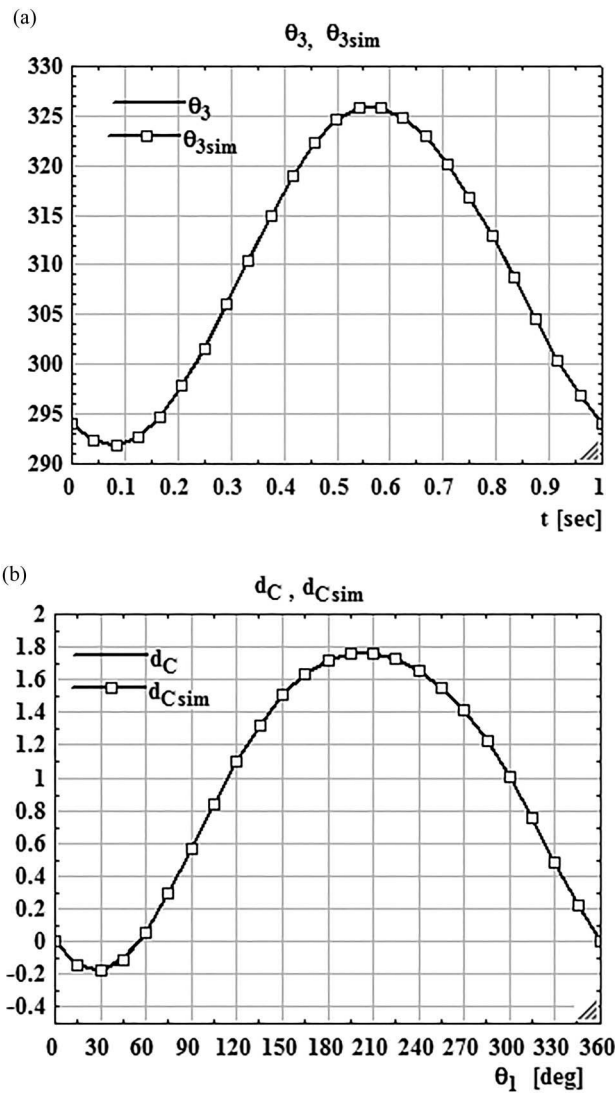 (a)
θ3, θ3sim
330
θ3
325
θ3sim
320
315
310
305
300
295
290
0 0.1 0.2 0.3 0.4 0.5 0.6 0.7 0.8 0.9 1
t [sec]
(b)
dC , dCsim
2
1.8
dC
1.6
dCsim
1.4
1.2
1
0.8
0.6
0.4
0.2
0
-0.2
-0.4
0 30 60 90 120 150 180 210 240 270 300 330 360
θ1 [deg]